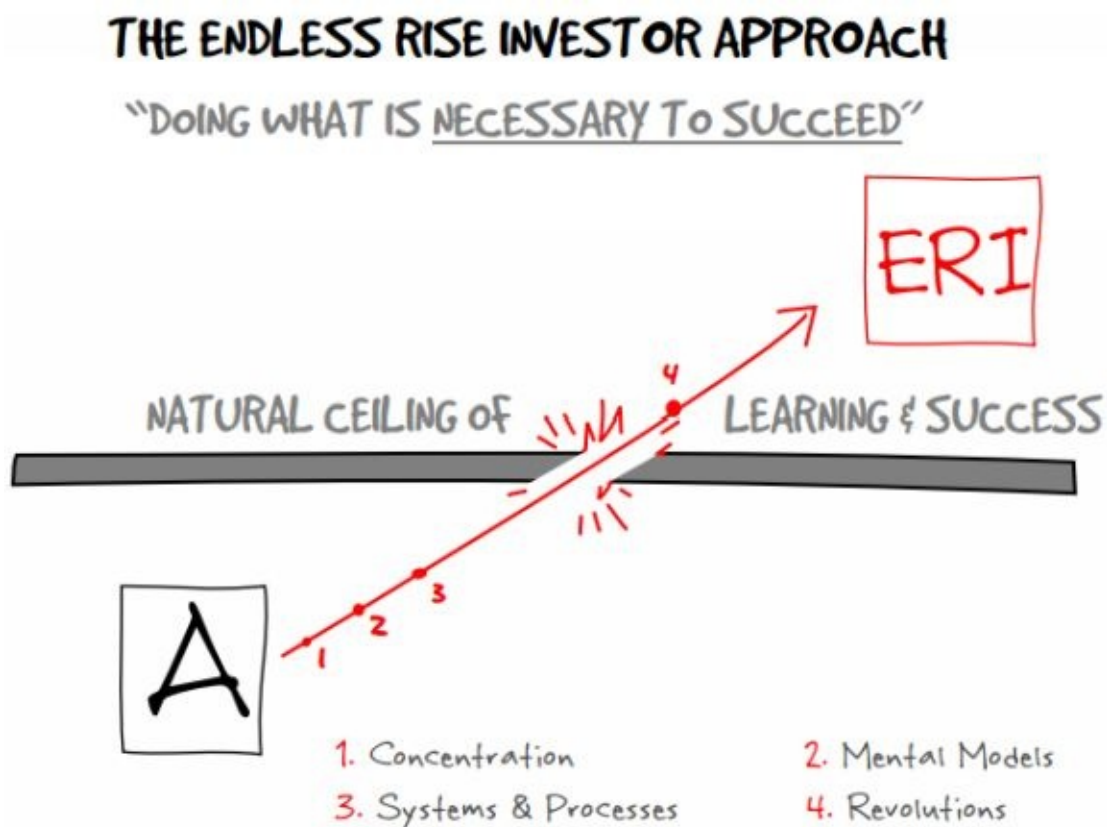 THE ENDLESS RISE INVESTOR APPROACH
"DOING WHAT IS NECESSARY TO SUCCEED"
ERI
4
NATURAL CEILING OF LEARNING & SUCCESS
3
2
1
A
1. Concentration 2. Mental Models
3. Systems & Processes 4. Revolutions